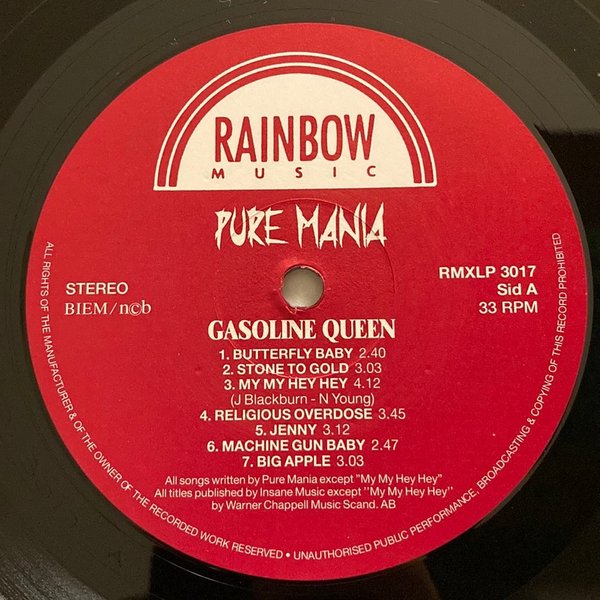 RAINBOW
MUSIC
PURE MANIA
STEREO
BIEM/n©b
RMXLP 3017
Sid A
33 RPM
GASOLINE QUEEN
1. BUTTERFLY BABY 2.40
2. STONE TO GOLD 3.03
3. MY MY HEY HEY 4.12
(J Blackburn - N Young)
4. RELIGIOUS OVERDOSE 3.45
5. JENNY 3.12
6. MACHINE GUN BABY 2.47
7. BIG APPLE 3.03
All songs written by Pure Mania except "My My Hey Hey"
All titles published by Insane Music except "My My Hey Hey"
by Warner Chappell Music Scand. AB
ALL RIGHTS OF THE MANUFACTURER & OF THE OWNER OF THE RECORDED WORK RESERVED • UNAUTHORISED PUBLIC PERFORMANCE, BROADCASTING & COPYING OF THIS RECORD PROHIBITED